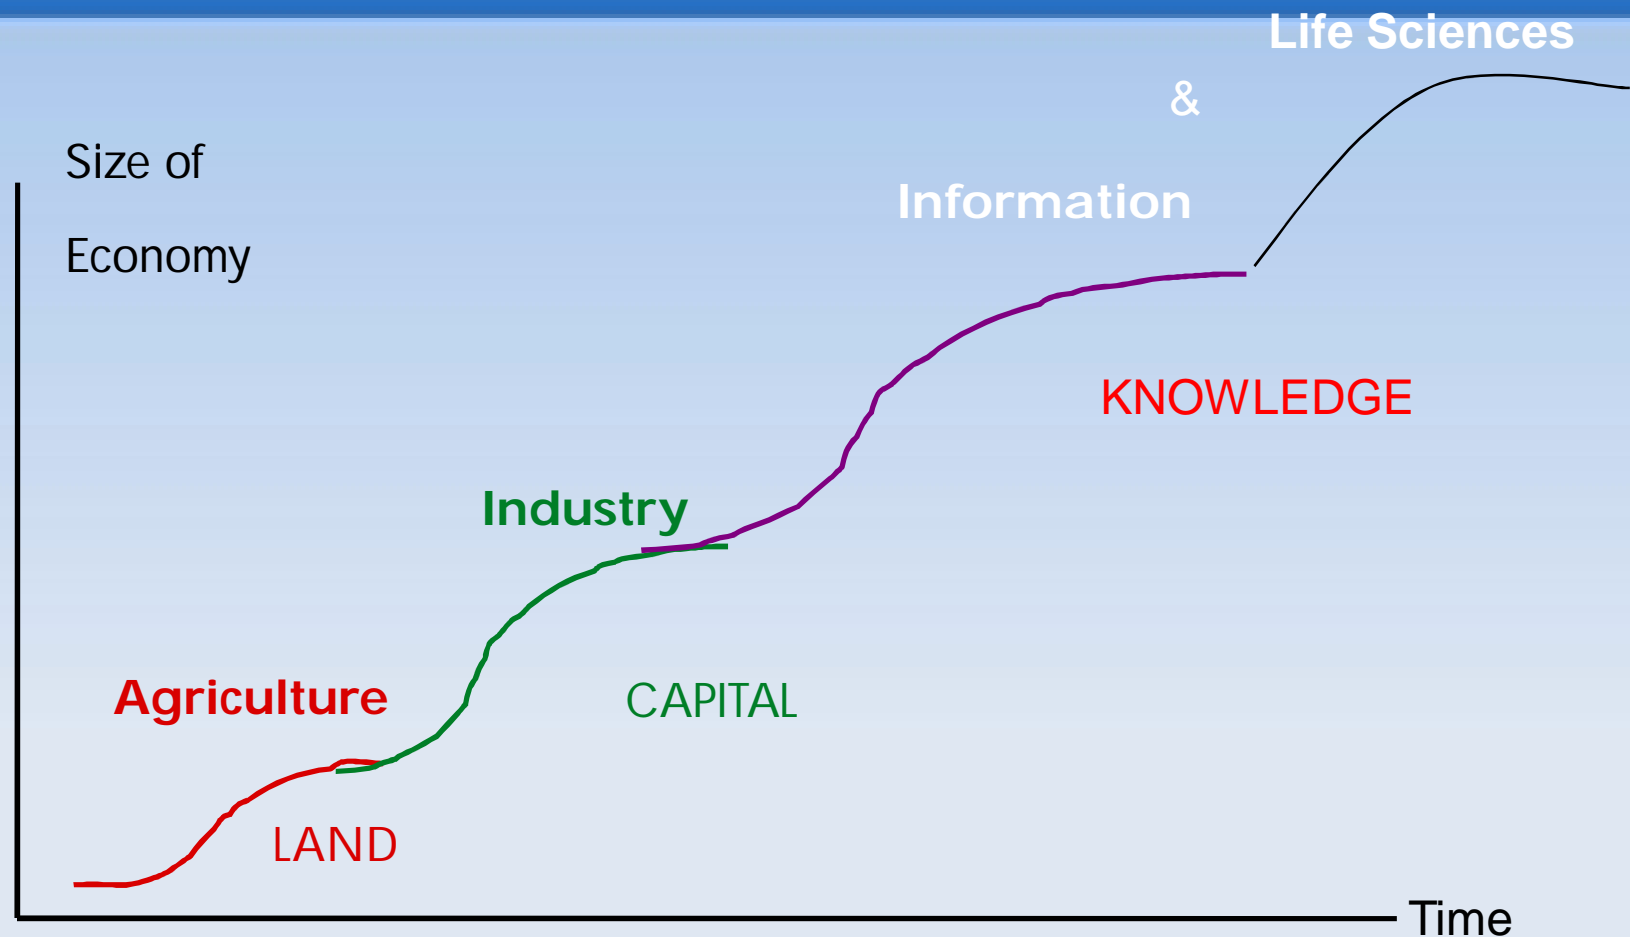 Life Sciences
&
Size of
Information
Economy
KNOWLEDGE
Industry
Agriculture
CAPITAL
LAND
Time